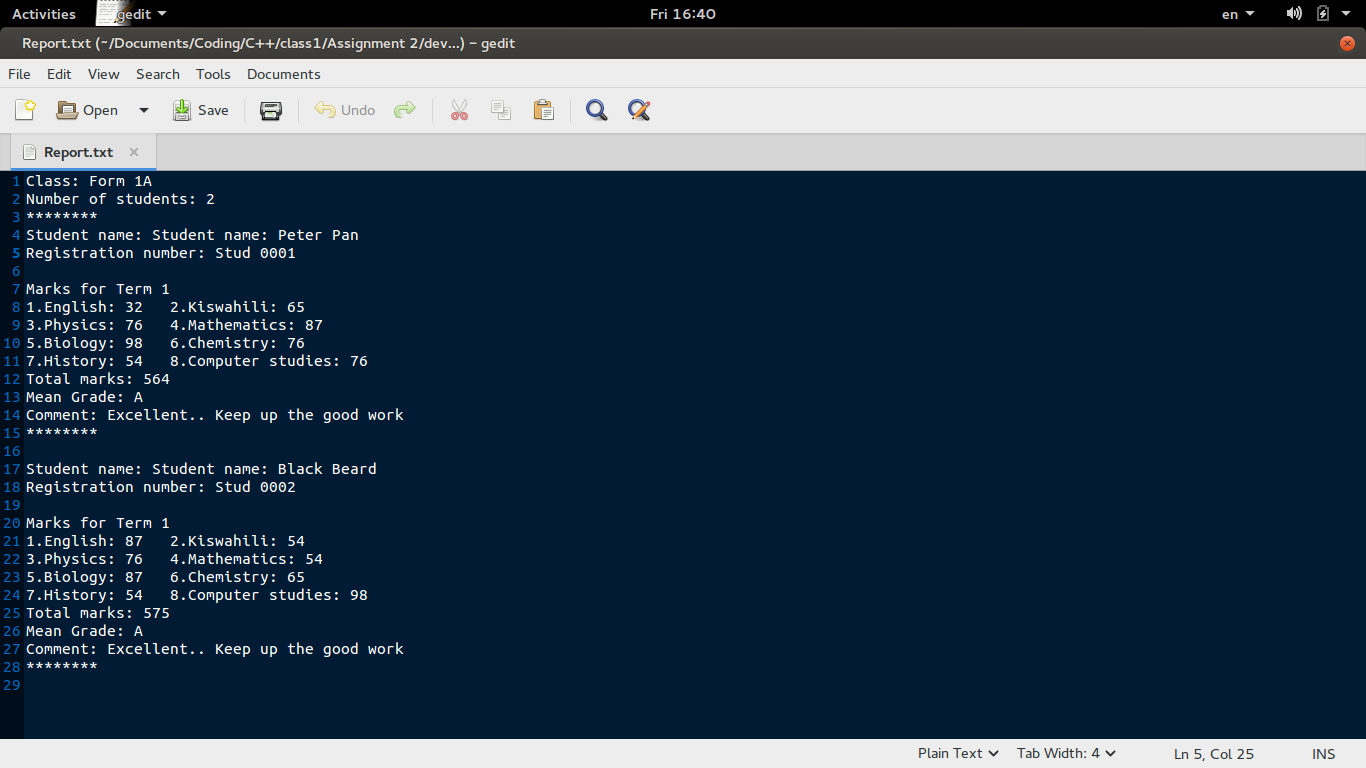 Activities gedit Fri 16:40 en
Report.txt (~/Documents/Coding/C++/class1/Assignment 2/dev...) – gedit
File Edit View Search Tools Documents
Open Save Undo
Report.txt
1 Class: Form 1A
2 Number of students: 2
3 ********
4 Student name: Student name: Peter Pan
5 Registration number: Stud 0001
6
7 Marks for Term 1
8 1.English: 32   2.Kiswahili: 65
9 3.Physics: 76   4.Mathematics: 87
10 5.Biology: 98   6.Chemistry: 76
11 7.History: 54   8.Computer studies: 76
12 Total marks: 564
13 Mean Grade: A
14 Comment: Excellent.. Keep up the good work
15 ********
16
17 Student name: Student name: Black Beard
18 Registration number: Stud 0002
19
20 Marks for Term 1
21 1.English: 87   2.Kiswahili: 54
22 3.Physics: 76   4.Mathematics: 54
23 5.Biology: 87   6.Chemistry: 65
24 7.History: 54   8.Computer studies: 98
25 Total marks: 575
26 Mean Grade: A
27 Comment: Excellent.. Keep up the good work
28 ********
29
Plain Text Tab Width: 4 Ln 5, Col 25 INS